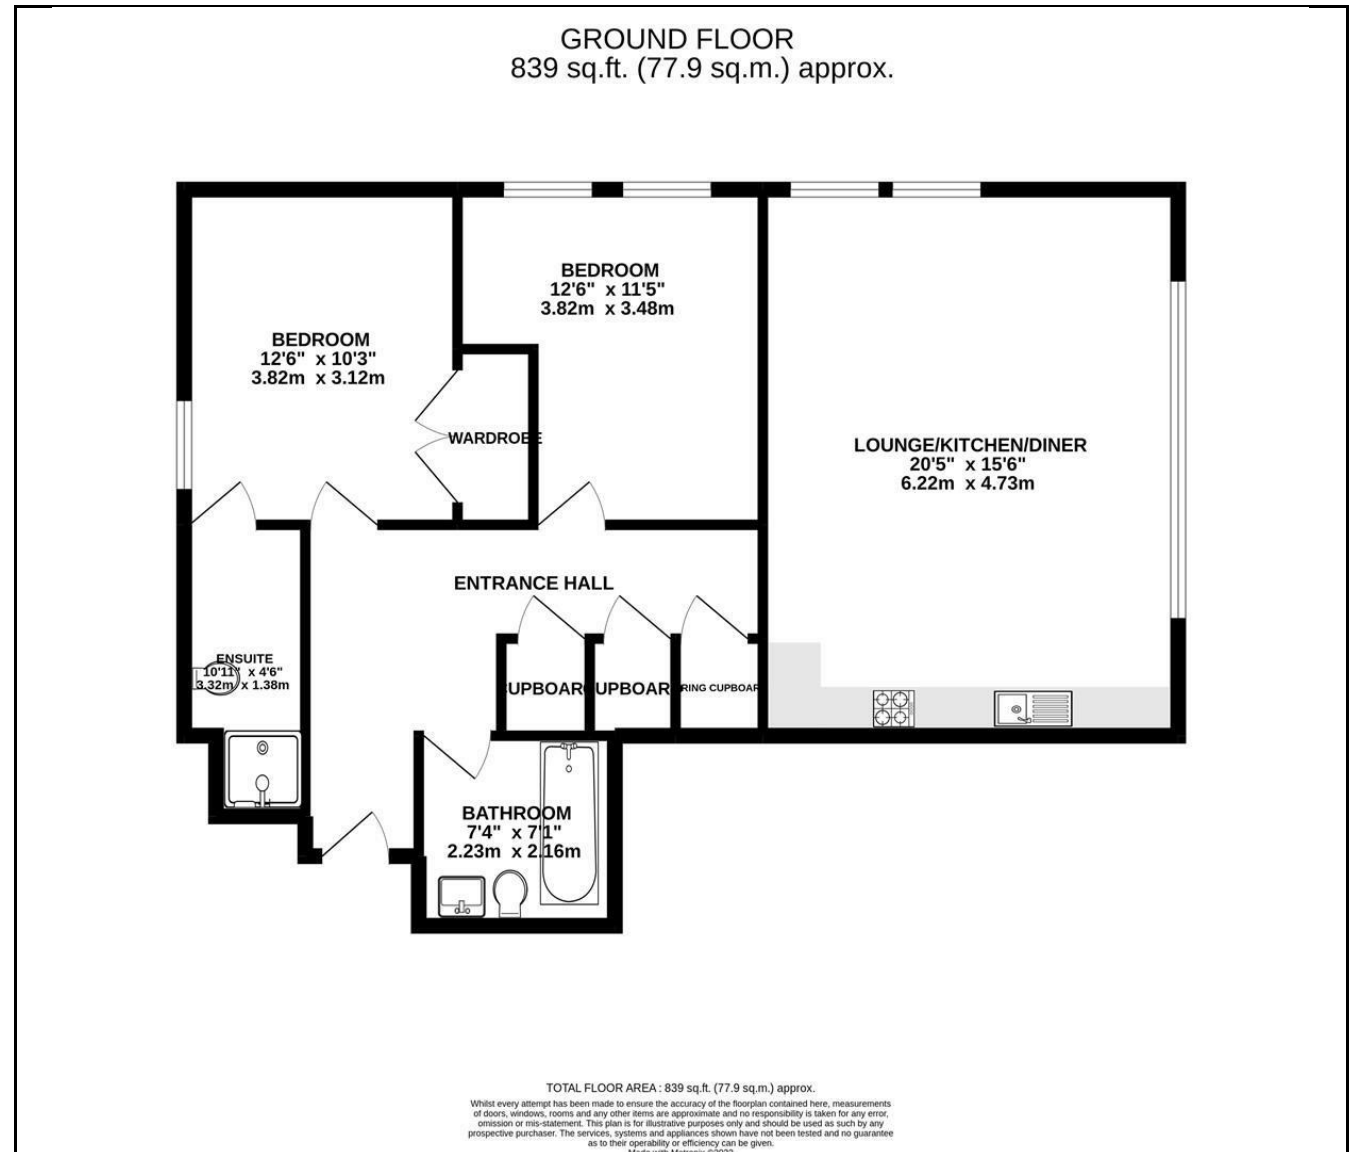 GROUND FLOOR
839 sq.ft. (77.9 sq.m.) approx.
BEDROOM
12'6" x 11'5"
3.82m x 3.48m
BEDROOM
12'6" x 10'3"
3.82m x 3.12m
WARDROBE
LOUNGE/KITCHEN/DINER
20'5" x 15'6"
6.22m x 4.73m
ENTRANCE HALL
ENSUITE
10'11" x 4'6"
3.32m x 1.38m
CUPBOARD
UPBOAR
RING CUPBOAR
BATHROOM
7'4" x 7'1"
2.23m x 2.16m
TOTAL FLOOR AREA : 839 sq.ft. (77.9 sq.m.) approx.
Whilst every attempt has been made to ensure the accuracy of the floorplan contained here, measurements
of doors, windows, rooms and any other items are approximate and no responsibility is taken for any error,
omission or mis-statement. This plan is for illustrative purposes only and should be used as such by any
prospective purchaser. The services, systems and appliances shown have not been tested and no guarantee
as to their operability or efficiency can be given.
Made with Metropix ©2022